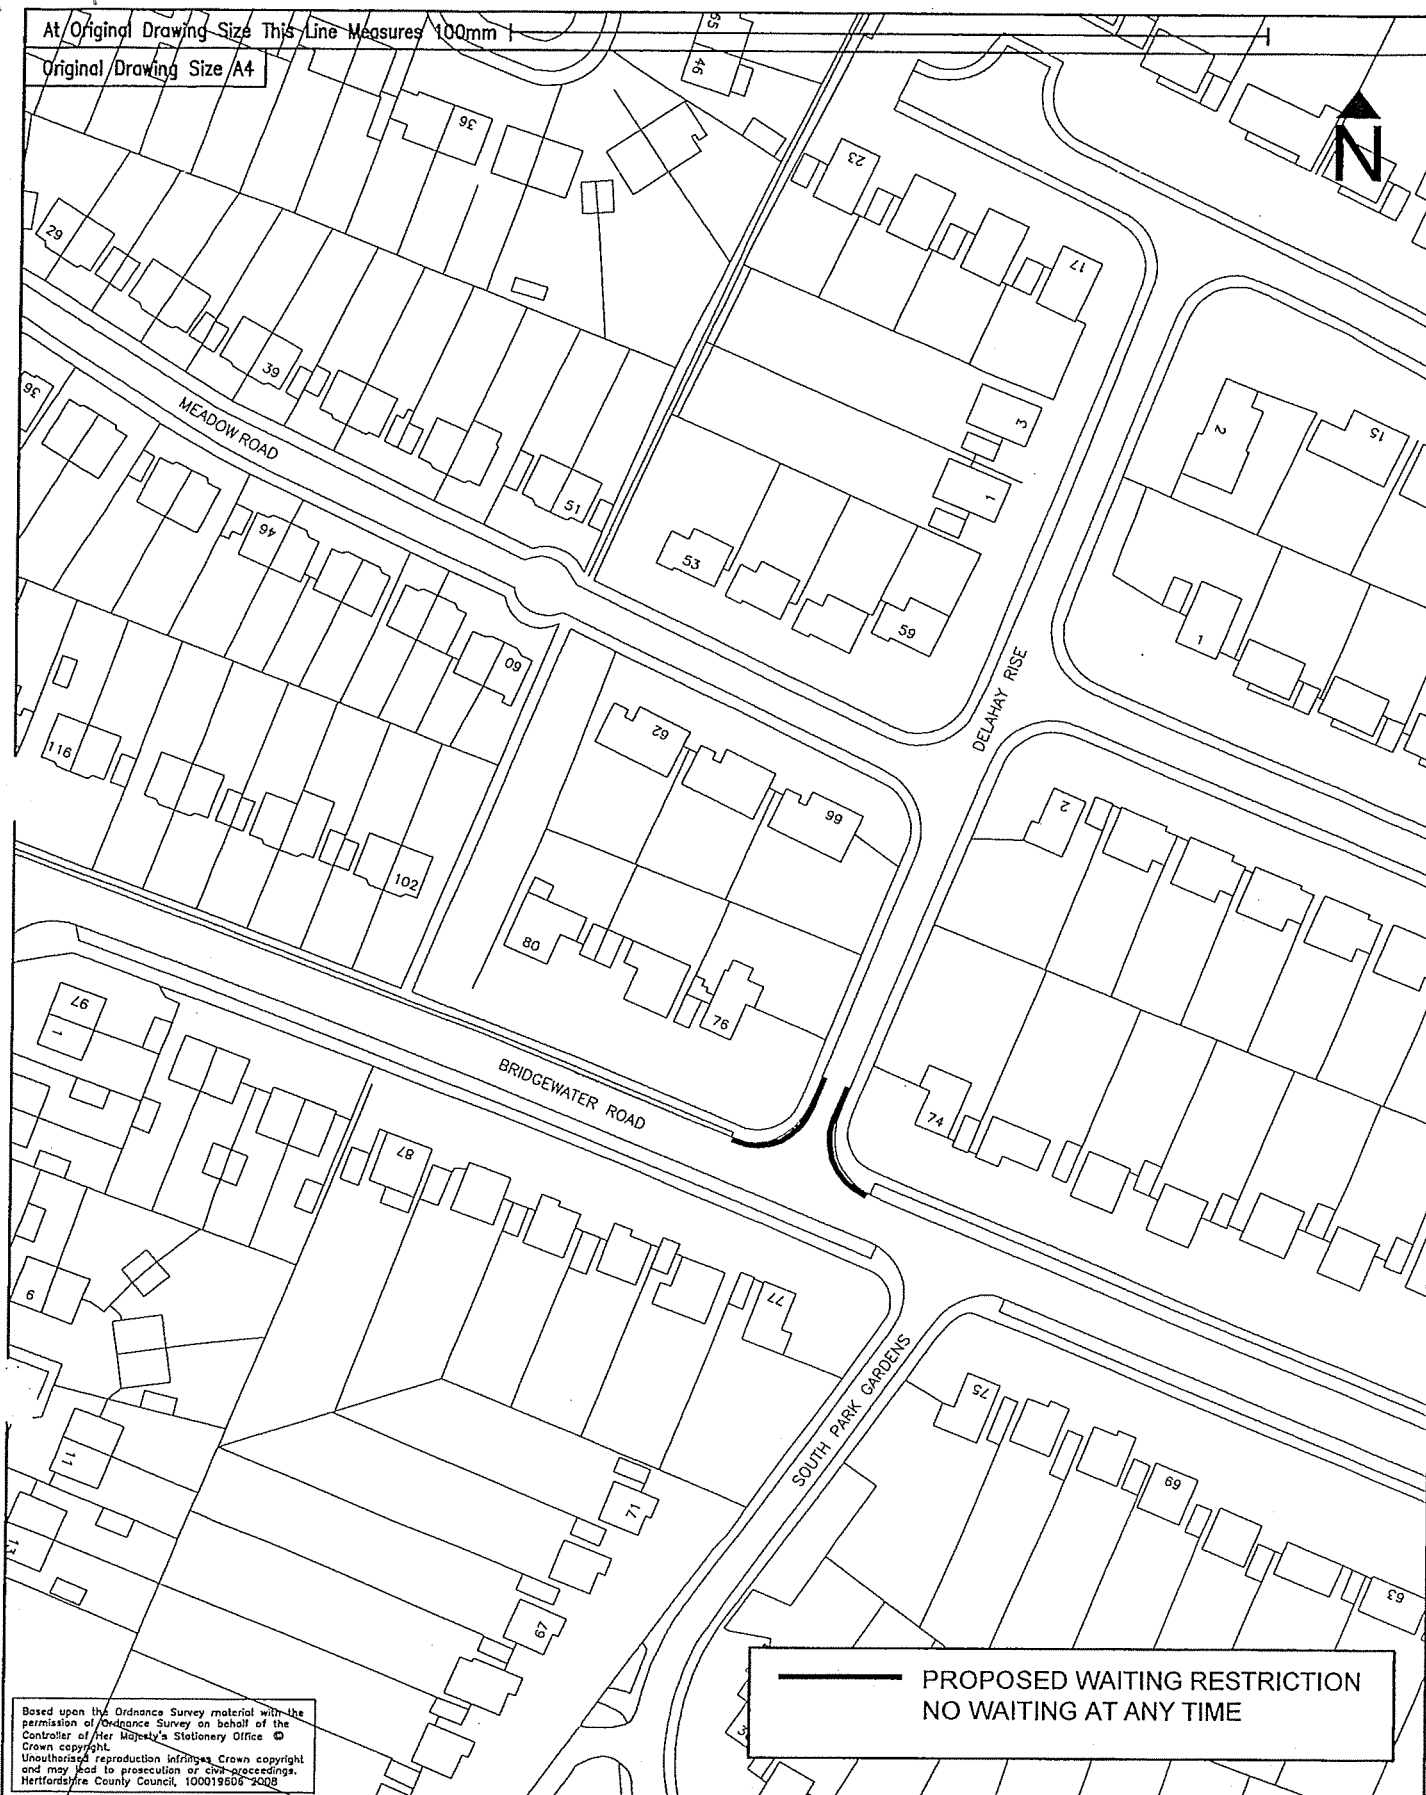 At Original Drawing Size This Line Measures 100mm
Original Drawing Size A4
65
46
36
N
23
17
29
39
MEADOW ROAD
36
3
2
15
1
51
46
53
59
1
60
DELAHAY RISE
62
116
66
2
102
80
76
97
1
BRIDGEWATER ROAD
74
87
9
77
SOUTH PARK GARDENS
75
11
69
71
13
63
67
PROPOSED WAITING RESTRICTION
NO WAITING AT ANY TIME
Based upon the Ordnance Survey material with the
permission of Ordnance Survey on behalf of the
Controller of Her Majesty's Stationery Office ©
Crown copyright.
Unauthorised reproduction infringes Crown copyright
and may lead to prosecution or civil proceedings.
Hertfordshire County Council, 100019606 2008